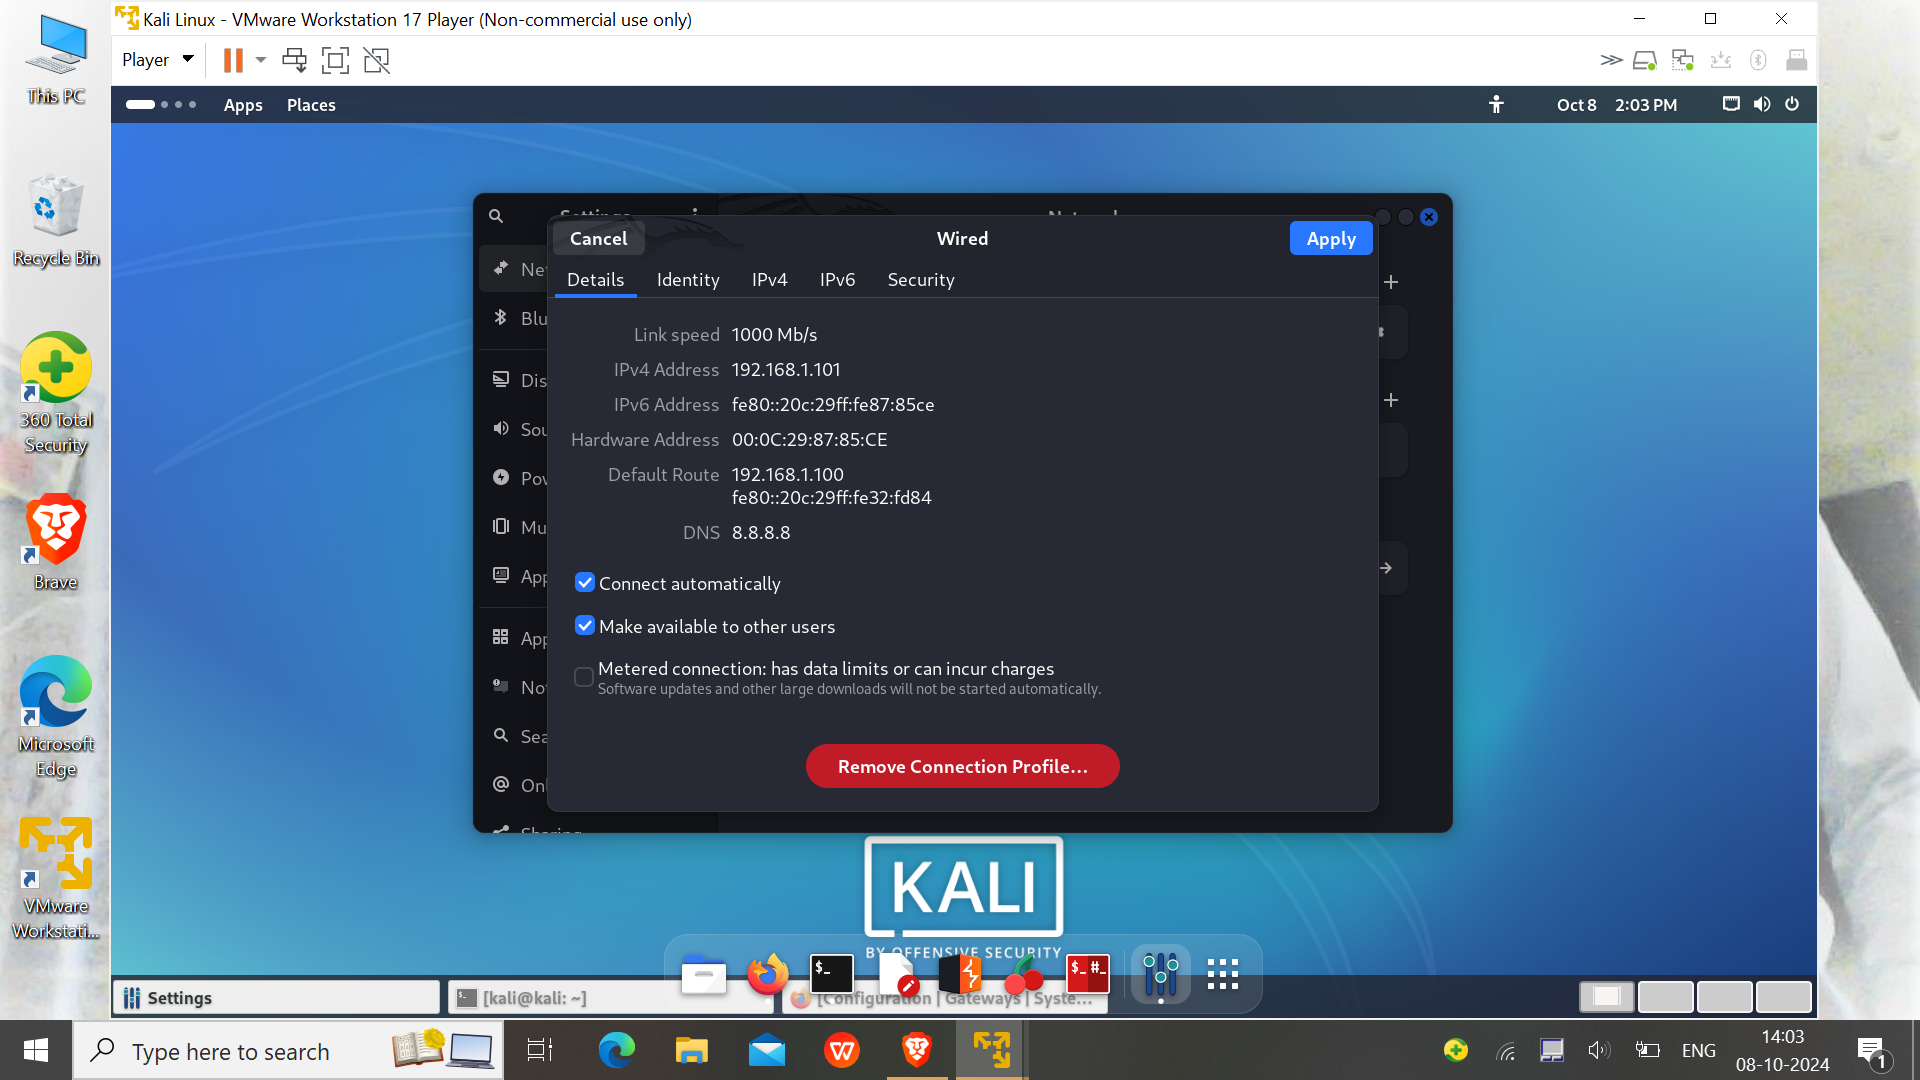 Kali Linux - VMware Workstation 17 Player (Non-commercial use only)
Player
Apps
Places
Oct 8 2:03 PM
This PC
Recycle Bin
360 Total
Security
Brave
Microsoft
Edge
VMware
Workstati...
Settings
Network
Cancel
Wired
Apply
Details
Identity
IPv4
IPv6
Security
Link speed 1000 Mb/s
IPv4 Address 192.168.1.101
IPv6 Address fe80::20c:29ff:fe87:85ce
Hardware Address 00:0C:29:87:85:CE
Default Route 192.168.1.100
fe80::20c:29ff:fe32:fd84
DNS 8.8.8.8
Connect automatically
Make available to other users
Metered connection: has data limits or can incur charges
Software updates and other large downloads will not be started automatically.
Remove Connection Profile...
Ne
Blu
Dis
Sou
Pov
Mu
App
App
Not
Sea
Onl
Sharing
KALI
BY OFFENSIVE SECURITY
Settings
[kali@kali: ~]
[Configuration | Gateways | Syste...
Type here to search
ENG
14:03
08-10-2024
1